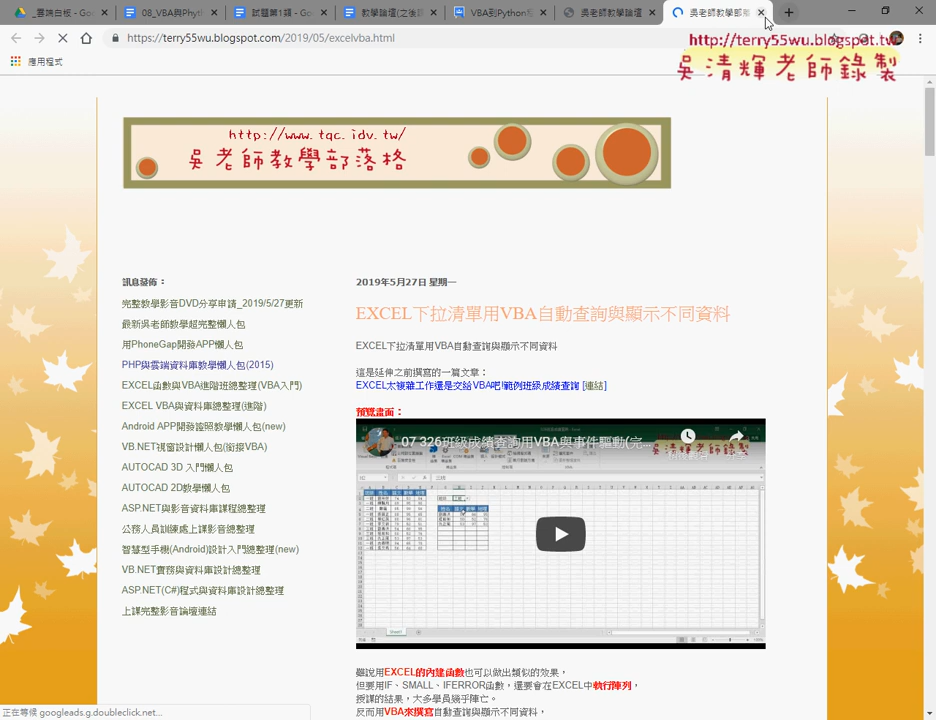 _雲端白板 - Go
08_VBA與Phyt
試題第1類 - Go
教學論壇(之後
VBA到Python程
吳老師教學論壇
吳老師教學部落
https://terry55wu.blogspot.com/2019/05/excelvba.html
http://terry55wu.blogspot.tw
應用程式
吳清輝老師錄製
http://www.tqc.idv.tw/
吳老師教學部落格
訊息發佈：
完整教學影音DVD分享申請_2019/5/27更新
最新吳老師教學超完整懶人包
用PhoneGap開發APP懶人包
PHP與雲端資料庫教學懶人包(2015)
EXCEL函數與VBA進階班總整理(VBA入門)
EXCEL VBA與資料庫總整理(進階)
Android APP開發證照教學懶人包(new)
VB.NET視窗設計懶人包(銜接VBA)
AUTOCAD 3D 入門懶人包
AUTOCAD 2D教學懶人包
ASP.NET與影音資料庫課程總整理
公務人員訓練處上課影音總整理
智慧型手機(Android)設計入門總整理(new)
VB.NET實務與資料庫設計總整理
ASP.NET(C#)程式與資料庫設計總整理
上課完整影音論壇連結
2019年5月27日 星期一
EXCEL下拉清單用VBA自動查詢與顯示不同資料
EXCEL下拉清單用VBA自動查詢與顯示不同資料
這是延伸之前撰寫的一篇文章：
EXCEL太複雜工作還是交給VBA吧!範例班級成績查詢 [連結]
預覽畫面：
07 326班級成績查詢用VBA與事件驅動(完...
Sheet1
雖說用EXCEL的內建函數也可以做出類似的效果，
但要用IF、SMALL、IFERROR函數，還要會在EXCEL中執行陣列，
授課的結果，大多學員幾乎陣亡。
反而用VBA來撰寫自動查詢與顯示不同資料，
正在等候 googleads.g.doubleclick.net...